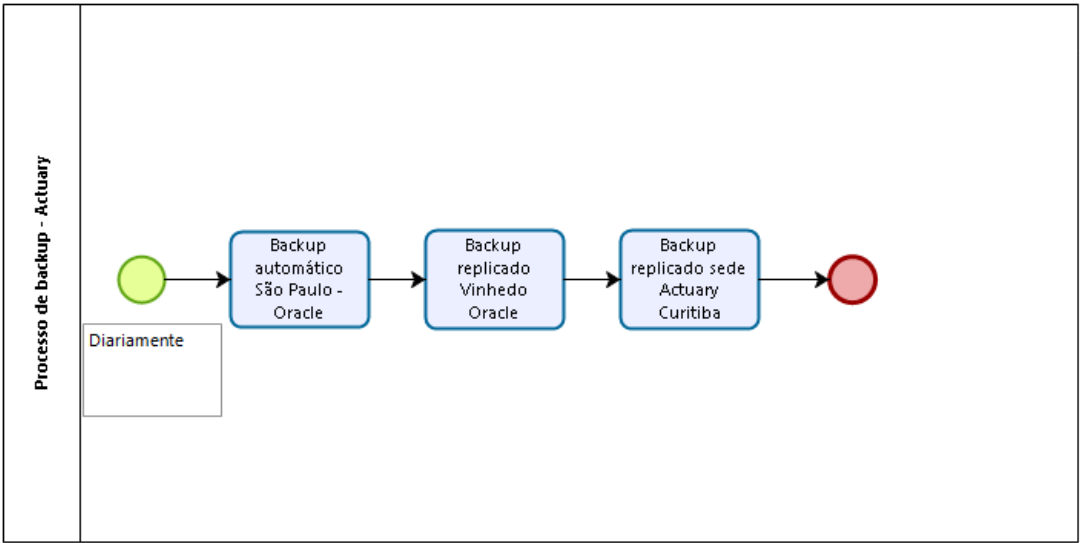 Processo de backup - Actuary
Diariamente
Backup
automático
São Paulo -
Oracle
Backup
replicado
Vinhedo
Oracle
Backup
replicado sede
Actuary
Curitiba